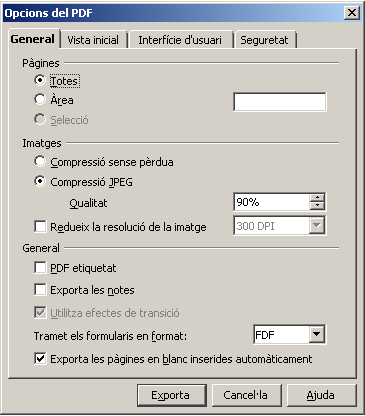 Opcions del PDF
General Vista inicial Interfície d'usuari Seguretat
Pàgines
Totes
Àrea
Selecció
Imatges
Compressió sense pèrdua
Compressió JPEG
Qualitat 90%
Redueix la resolució de la imatge 300 DPI
General
PDF etiquetat
Exporta les notes
Utilitza efectes de transició
Tramet els formularis en format: FDF
Exporta les pàgines en blanc inserides automàticament
Exporta Cancel·la Ajuda